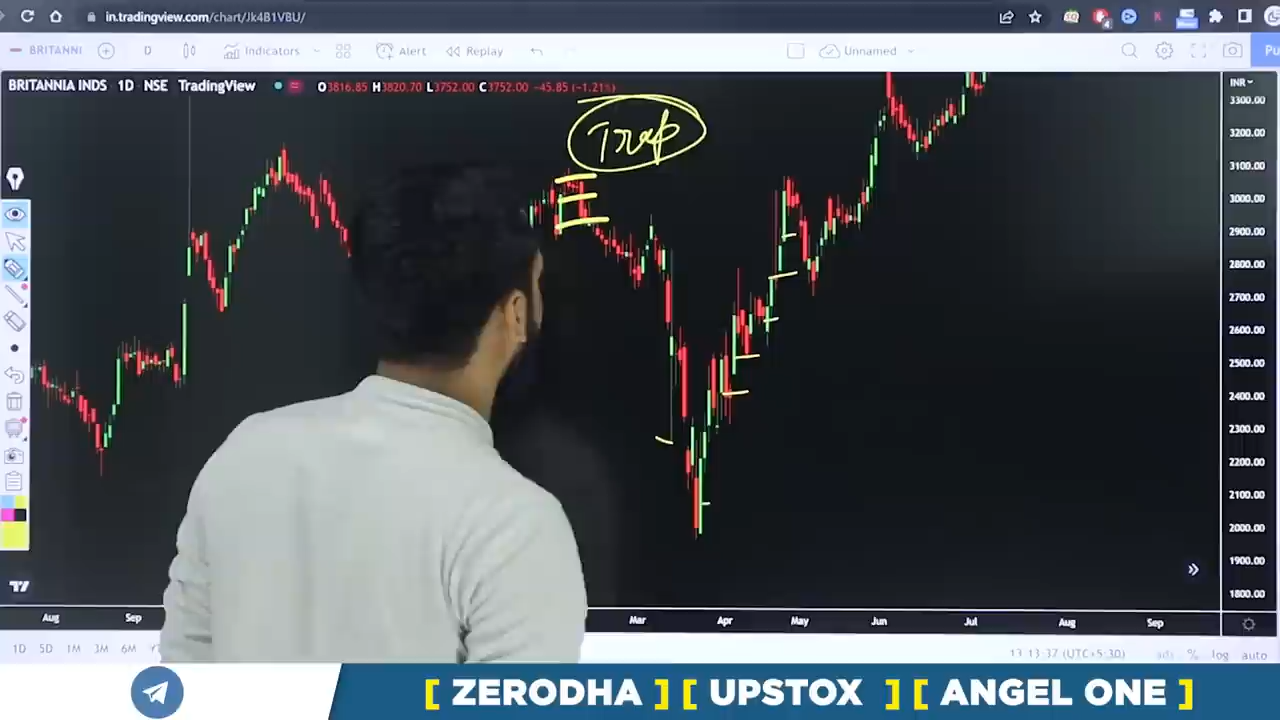 in.tradingview.com/chart/Jk4B1VBU/
BRITANNI D Indicators Alert Replay Unnamed
BRITANNIA INDS 1D NSE TradingView O3816.85 H3820.70 L3752.00 C3752.00 -45.85 (-1.21%)
INR
Trap
3300.00
3200.00
3100.00
3000.00
2900.00
2800.00
2700.00
2600.00
2500.00
2400.00
2300.00
2200.00
2100.00
2000.00
1900.00
1800.00
Aug Sep Mar Apr May Jun Jul Aug Sep
1D 5D 1M 3M 6M 13:13:37 (UTC+5:30) % log auto
[ ZERODHA ] [ UPSTOX ] [ ANGEL ONE ]